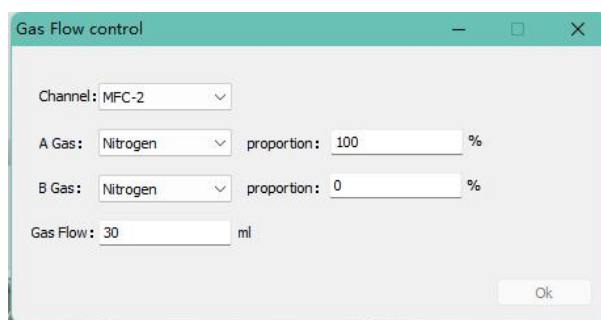 Gas Flow control
Channel: MFC-2
A Gas: Nitrogen proportion: 100 %
B Gas: Nitrogen proportion: 0 %
Gas Flow: 30 ml
Ok